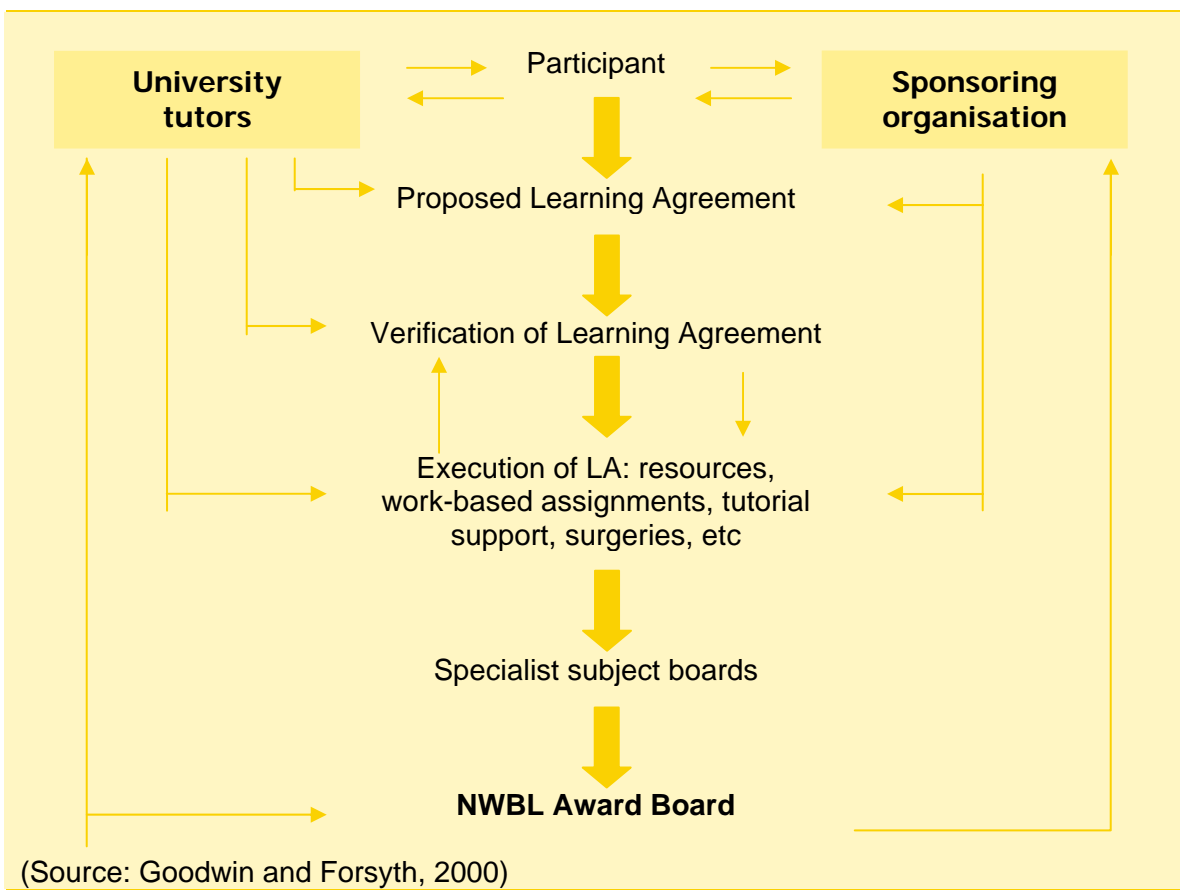 Participant
University
tutors
Sponsoring
organisation
Proposed Learning Agreement
Verification of Learning Agreement
Execution of LA: resources,
work-based assignments, tutorial
support, surgeries, etc
Specialist subject boards
NWBL Award Board
(Source: Goodwin and Forsyth, 2000)